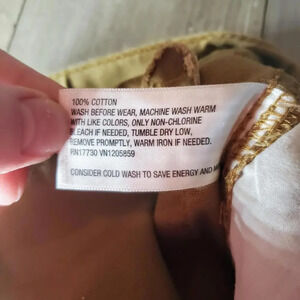 100% COTTON
WASH BEFORE WEAR, MACHINE WASH WARM
WITH LIKE COLORS, ONLY NON-CHLORINE
BLEACH IF NEEDED, TUMBLE DRY LOW,
REMOVE PROMPTLY, WARM IRON IF NEEDED.
RN17730 VN1205859
CONSIDER COLD WASH TO SAVE ENERGY AND